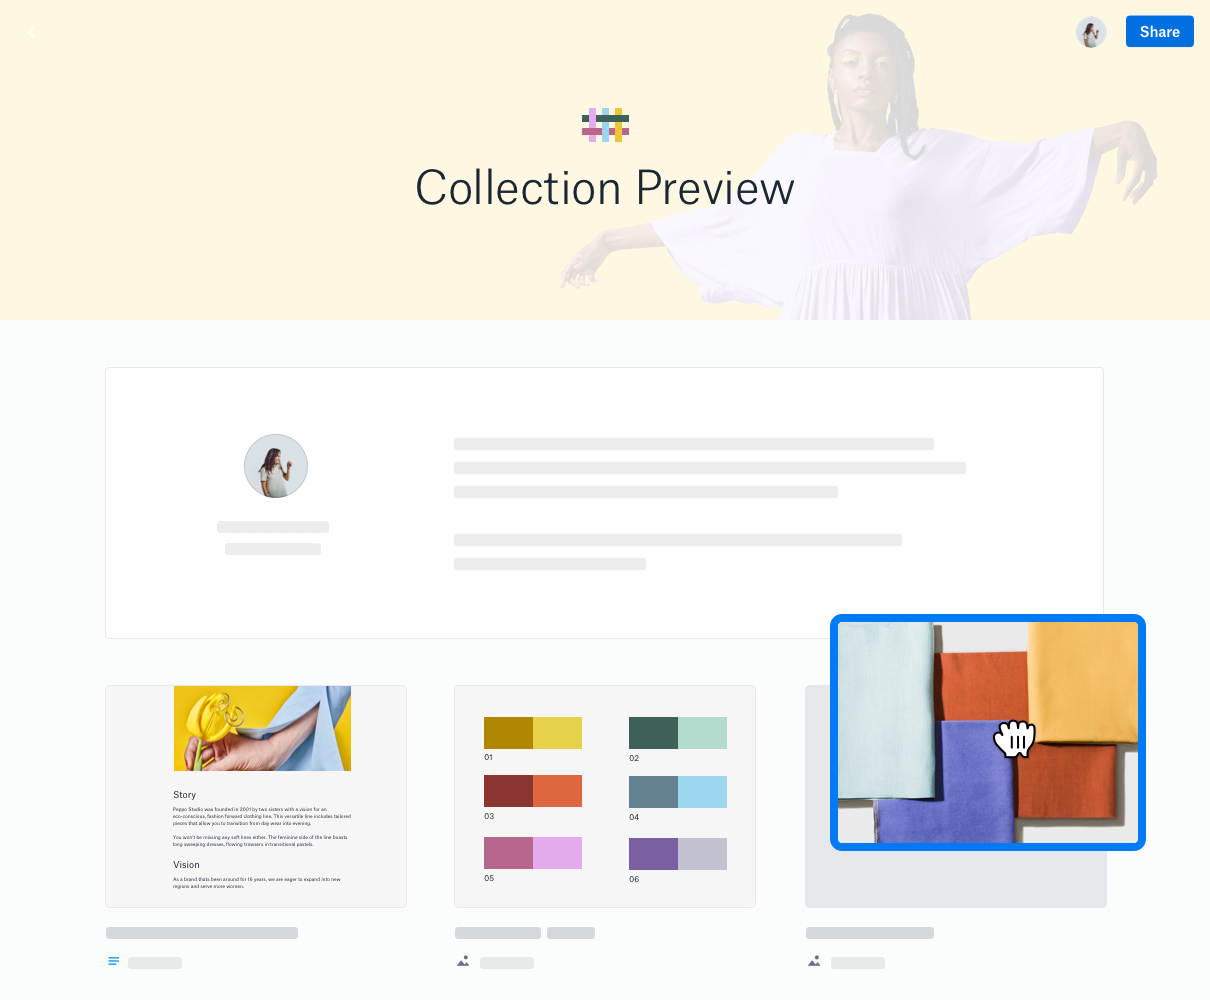 Share
Collection Preview
Story
Peppo Studio was founded in 2001 by two sisters with a vision for an
eco-conscious, fashion forward clothing line. This versatile line includes tailored
pieces that allow you to transition from day wear into evening.
You won't be missing any soft lines either. The feminine side of the line boasts
long sweeping dresses, flowing trowsers in transitional pastels.
Vision
As a brand thats been around for 16 years, we are eager to expand into new
regions and serve more women.
01
02
03
04
05
06